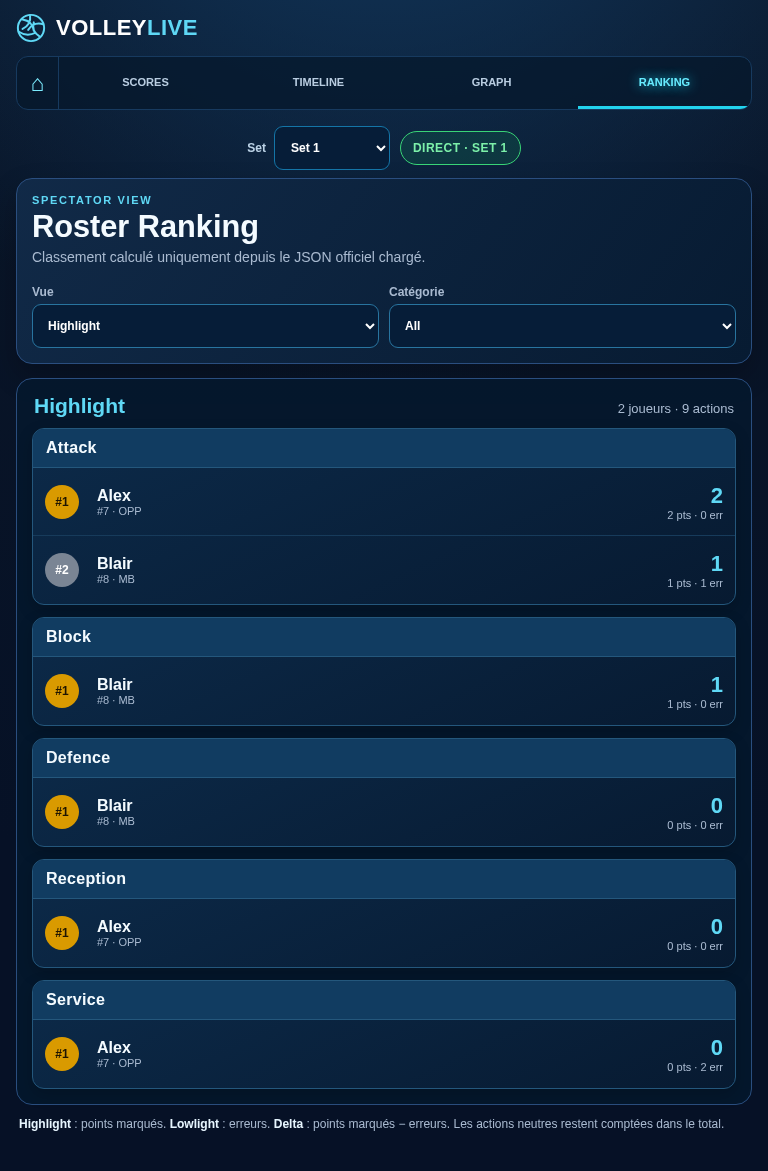 VOLLEYLIVE
SCORES
TIMELINE
GRAPH
RANKING
Set
Set 1
DIRECT · SET 1
SPECTATOR VIEW
Roster Ranking
Classement calculé uniquement depuis le JSON officiel chargé.
Vue
Catégorie
Highlight
All
Highlight
2 joueurs · 9 actions
Attack
#1
Alex
#7 · OPP
2
2 pts · 0 err
#2
Blair
#8 · MB
1
1 pts · 1 err
Block
#1
Blair
#8 · MB
1
1 pts · 0 err
Defence
#1
Blair
#8 · MB
0
0 pts · 0 err
Reception
#1
Alex
#7 · OPP
0
0 pts · 0 err
Service
#1
Alex
#7 · OPP
0
0 pts · 2 err
Highlight : points marqués. Lowlight : erreurs. Delta : points marqués − erreurs. Les actions neutres restent comptées dans le total.